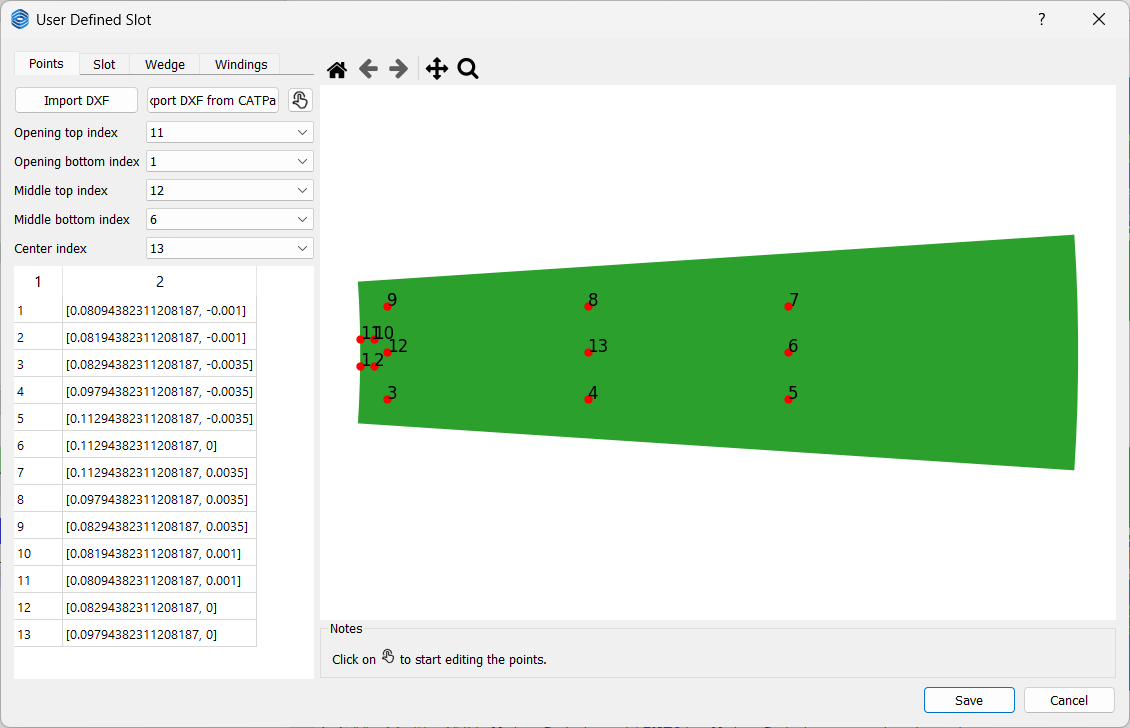 User Defined Slot
?
Points Slot Wedge Windings
Import DXF
port DXF from CATPa
Opening top index 11
Opening bottom index 1
Middle top index 12
Middle bottom index 6
Center index 13
1 2
1 [0.08094382311208187, -0.001]
2 [0.08194382311208187, -0.001]
3 [0.08294382311208187, -0.0035]
4 [0.09794382311208187, -0.0035]
5 [0.11294382311208187, -0.0035]
6 [0.11294382311208187, 0]
7 [0.11294382311208187, 0.0035]
8 [0.09794382311208187, 0.0035]
9 [0.08294382311208187, 0.0035]
10 [0.08194382311208187, 0.001]
11 [0.08094382311208187, 0.001]
12 [0.08294382311208187, 0]
13 [0.09794382311208187, 0]
9 8 7
11 10
12 13 6
1 2
3 4 5
Notes
Click on to start editing the points.
Save Cancel